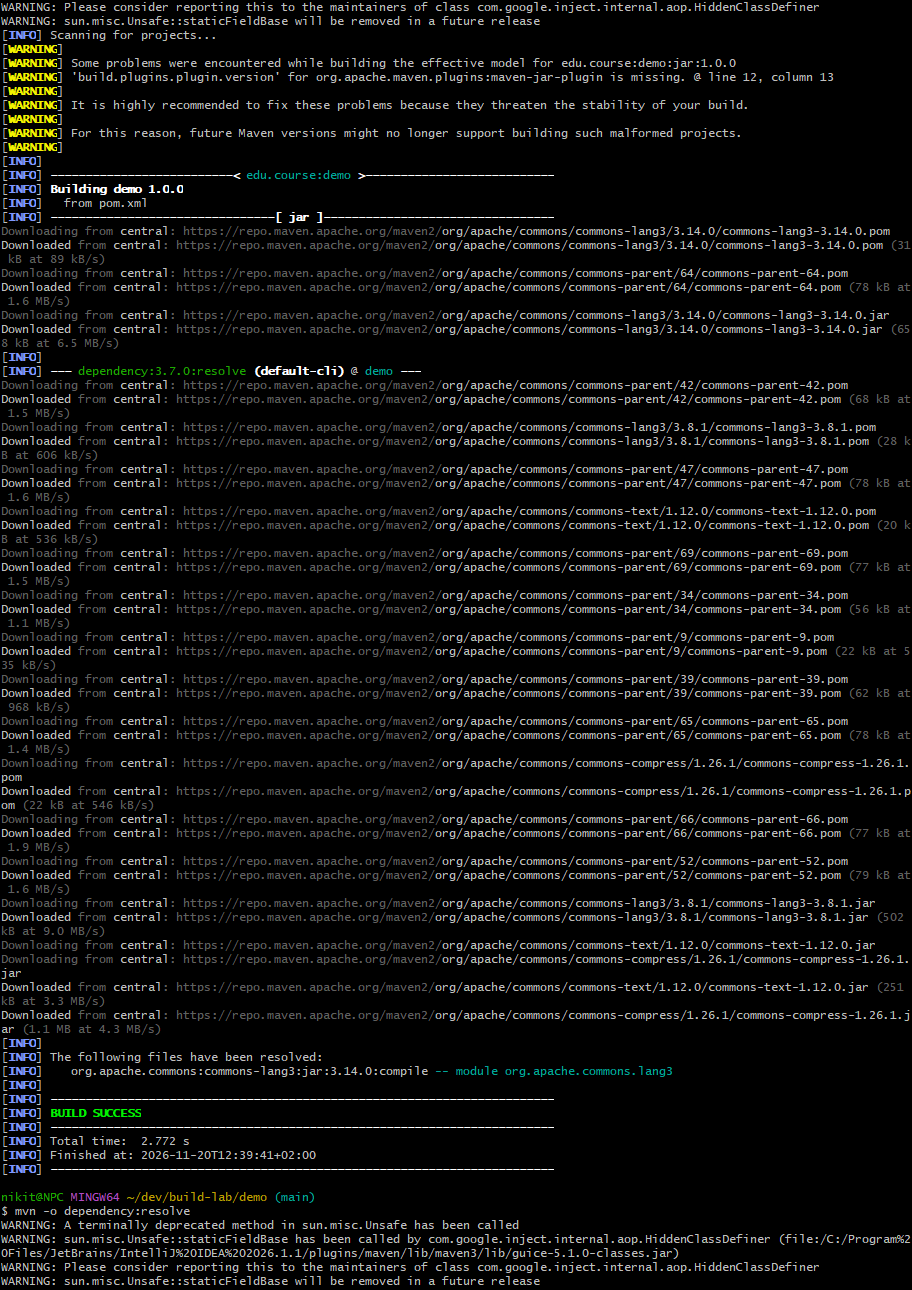 WARNING: Please consider reporting this to the maintainers of class com.google.inject.internal.aop.HiddenClassDefiner
WARNING: sun.misc.Unsafe::staticFieldBase will be removed in a future release
[INFO] Scanning for projects...
[WARNING]
[WARNING] Some problems were encountered while building the effective model for edu.course:demo:jar:1.0.0
[WARNING] 'build.plugins.plugin.version' for org.apache.maven.plugins:maven-jar-plugin is missing. @ line 12, column 13
[WARNING]
[WARNING] It is highly recommended to fix these problems because they threaten the stability of your build.
[WARNING]
[WARNING] For this reason, future Maven versions might no longer support building such malformed projects.
[WARNING]
[INFO]
[INFO] --------------------------< edu.course:demo >---------------------------
[INFO] Building demo 1.0.0
[INFO]   from pom.xml
[INFO] --------------------------------[ jar ]---------------------------------
Downloading from central: https://repo.maven.apache.org/maven2/org/apache/commons/commons-lang3/3.14.0/commons-lang3-3.14.0.pom
Downloaded from central: https://repo.maven.apache.org/maven2/org/apache/commons/commons-lang3/3.14.0/commons-lang3-3.14.0.pom (31
 kB at 89 kB/s)
Downloading from central: https://repo.maven.apache.org/maven2/org/apache/commons/commons-parent/64/commons-parent-64.pom
Downloaded from central: https://repo.maven.apache.org/maven2/org/apache/commons/commons-parent/64/commons-parent-64.pom (78 kB at
 1.6 MB/s)
Downloading from central: https://repo.maven.apache.org/maven2/org/apache/commons/commons-lang3/3.14.0/commons-lang3-3.14.0.jar
Downloaded from central: https://repo.maven.apache.org/maven2/org/apache/commons/commons-lang3/3.14.0/commons-lang3-3.14.0.jar (65
8 kB at 6.5 MB/s)
[INFO]
[INFO] --- dependency:3.7.0:resolve (default-cli) @ demo ---
Downloading from central: https://repo.maven.apache.org/maven2/org/apache/commons/commons-parent/42/commons-parent-42.pom
Downloaded from central: https://repo.maven.apache.org/maven2/org/apache/commons/commons-parent/42/commons-parent-42.pom (68 kB at
 1.5 MB/s)
Downloading from central: https://repo.maven.apache.org/maven2/org/apache/commons/commons-lang3/3.8.1/commons-lang3-3.8.1.pom
Downloaded from central: https://repo.maven.apache.org/maven2/org/apache/commons/commons-lang3/3.8.1/commons-lang3-3.8.1.pom (28 k
B at 606 kB/s)
Downloading from central: https://repo.maven.apache.org/maven2/org/apache/commons/commons-parent/47/commons-parent-47.pom
Downloaded from central: https://repo.maven.apache.org/maven2/org/apache/commons/commons-parent/47/commons-parent-47.pom (78 kB at
 1.6 MB/s)
Downloading from central: https://repo.maven.apache.org/maven2/org/apache/commons/commons-text/1.12.0/commons-text-1.12.0.pom
Downloaded from central: https://repo.maven.apache.org/maven2/org/apache/commons/commons-text/1.12.0/commons-text-1.12.0.pom (20 k
B at 536 kB/s)
Downloading from central: https://repo.maven.apache.org/maven2/org/apache/commons/commons-parent/69/commons-parent-69.pom
Downloaded from central: https://repo.maven.apache.org/maven2/org/apache/commons/commons-parent/69/commons-parent-69.pom (77 kB at
 1.5 MB/s)
Downloading from central: https://repo.maven.apache.org/maven2/org/apache/commons/commons-parent/34/commons-parent-34.pom
Downloaded from central: https://repo.maven.apache.org/maven2/org/apache/commons/commons-parent/34/commons-parent-34.pom (56 kB at
 1.1 MB/s)
Downloading from central: https://repo.maven.apache.org/maven2/org/apache/commons/commons-parent/9/commons-parent-9.pom
Downloaded from central: https://repo.maven.apache.org/maven2/org/apache/commons/commons-parent/9/commons-parent-9.pom (22 kB at 5
35 kB/s)
Downloading from central: https://repo.maven.apache.org/maven2/org/apache/commons/commons-parent/39/commons-parent-39.pom
Downloaded from central: https://repo.maven.apache.org/maven2/org/apache/commons/commons-parent/39/commons-parent-39.pom (62 kB at
 968 kB/s)
Downloading from central: https://repo.maven.apache.org/maven2/org/apache/commons/commons-parent/65/commons-parent-65.pom
Downloaded from central: https://repo.maven.apache.org/maven2/org/apache/commons/commons-parent/65/commons-parent-65.pom (78 kB at
 1.4 MB/s)
Downloading from central: https://repo.maven.apache.org/maven2/org/apache/commons/commons-compress/1.26.1/commons-compress-1.26.1.
pom
Downloaded from central: https://repo.maven.apache.org/maven2/org/apache/commons/commons-compress/1.26.1/commons-compress-1.26.1.p
om (22 kB at 546 kB/s)
Downloading from central: https://repo.maven.apache.org/maven2/org/apache/commons/commons-parent/66/commons-parent-66.pom
Downloaded from central: https://repo.maven.apache.org/maven2/org/apache/commons/commons-parent/66/commons-parent-66.pom (77 kB at
 1.9 MB/s)
Downloading from central: https://repo.maven.apache.org/maven2/org/apache/commons/commons-parent/52/commons-parent-52.pom
Downloaded from central: https://repo.maven.apache.org/maven2/org/apache/commons/commons-parent/52/commons-parent-52.pom (79 kB at
 1.6 MB/s)
Downloading from central: https://repo.maven.apache.org/maven2/org/apache/commons/commons-lang3/3.8.1/commons-lang3-3.8.1.jar
Downloaded from central: https://repo.maven.apache.org/maven2/org/apache/commons/commons-lang3/3.8.1/commons-lang3-3.8.1.jar (502
kB at 9.0 MB/s)
Downloading from central: https://repo.maven.apache.org/maven2/org/apache/commons/commons-text/1.12.0/commons-text-1.12.0.jar
Downloading from central: https://repo.maven.apache.org/maven2/org/apache/commons/commons-compress/1.26.1/commons-compress-1.26.1.
jar
Downloaded from central: https://repo.maven.apache.org/maven2/org/apache/commons/commons-text/1.12.0/commons-text-1.12.0.jar (251
kB at 3.3 MB/s)
Downloaded from central: https://repo.maven.apache.org/maven2/org/apache/commons/commons-compress/1.26.1/commons-compress-1.26.1.j
ar (1.1 MB at 4.3 MB/s)
[INFO]
[INFO] The following files have been resolved:
[INFO]    org.apache.commons:commons-lang3:jar:3.14.0:compile -- module org.apache.commons.lang3
[INFO]
[INFO] ------------------------------------------------------------------------
[INFO] BUILD SUCCESS
[INFO] ------------------------------------------------------------------------
[INFO] Total time:  2.772 s
[INFO] Finished at: 2026-11-20T12:39:41+02:00
[INFO] ------------------------------------------------------------------------
nikit@NPC MINGW64 ~/dev/build-lab/demo (main)
$ mvn -o dependency:resolve
WARNING: A terminally deprecated method in sun.misc.Unsafe has been called
WARNING: sun.misc.Unsafe::staticFieldBase has been called by com.google.inject.internal.aop.HiddenClassDefiner (file:/C:/Program%2
0Files/JetBrains/IntelliJ%20IDEA%202026.1.1/plugins/maven/lib/maven3/lib/guice-5.1.0-classes.jar)
WARNING: Please consider reporting this to the maintainers of class com.google.inject.internal.aop.HiddenClassDefiner
WARNING: sun.misc.Unsafe::staticFieldBase will be removed in a future release